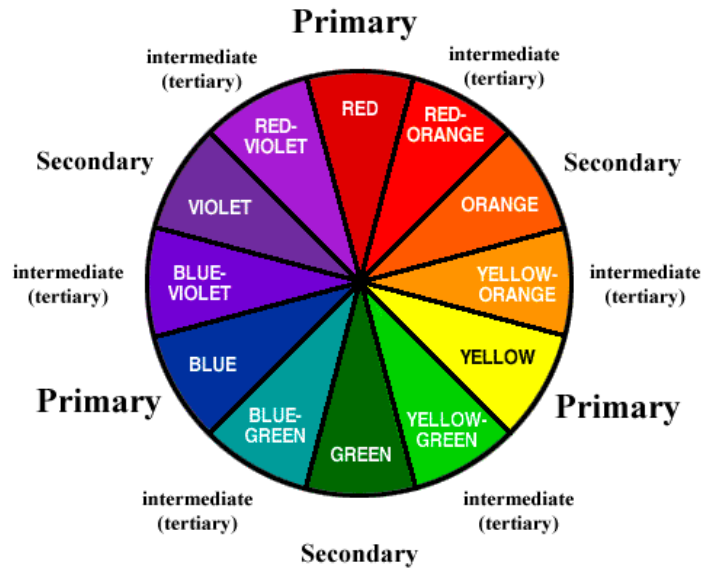 Primary
intermediate
(tertiary)
intermediate
(tertiary)
RED
RED-
VIOLET
RED-
ORANGE
Secondary
Secondary
VIOLET
ORANGE
intermediate
(tertiary)
BLUE-
VIOLET
YELLOW-
ORANGE
intermediate
(tertiary)
BLUE
YELLOW
Primary
Primary
BLUE-
GREEN
GREEN
YELLOW-
GREEN
intermediate
(tertiary)
intermediate
(tertiary)
Secondary